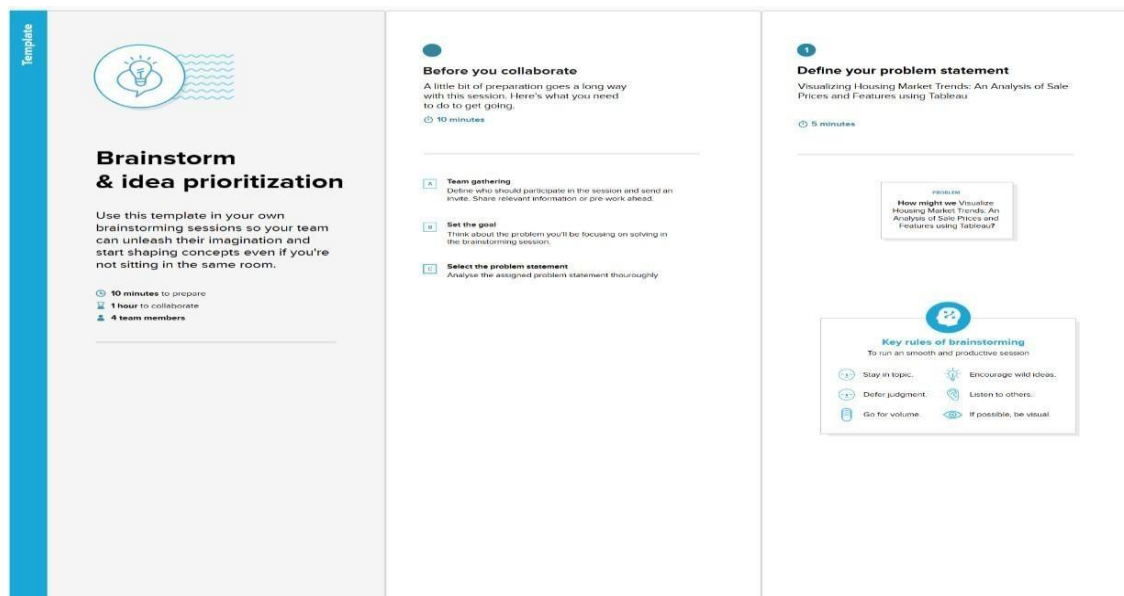 Template
Brainstorm
& idea prioritization
Use this template in your own
brainstorming sessions so your team
can unleash their imagination and
start shaping concepts even if you're
not sitting in the same room.
10 minutes to prepare
1 hour to collaborate
4 team members
Before you collaborate
A little bit of preparation goes a long way
with this session. Here's what you need
to do to get going.
10 minutes
A
Team gathering
Define who should participate in the session and send an
invite. Share relevant information or pre-work ahead.
B
Set the goal
Think about the problem you'll be focusing on solving in
the brainstorming session.
C
Select the problem statement
Analyse the assigned problem statement thouroughly
1
Define your problem statement
Visualizing Housing Market Trends: An Analysis of Sale
Prices and Features using Tableau
5 minutes
PROBLEM
How might we Visualize
Housing Market Trends: An
Analysis of Sale Prices and
Features using Tableau?
Key rules of brainstorming
To run an smooth and productive session
Stay in topic.
Encourage wild ideas.
Defer judgment.
Listen to others.
Go for volume.
If possible, be visual.